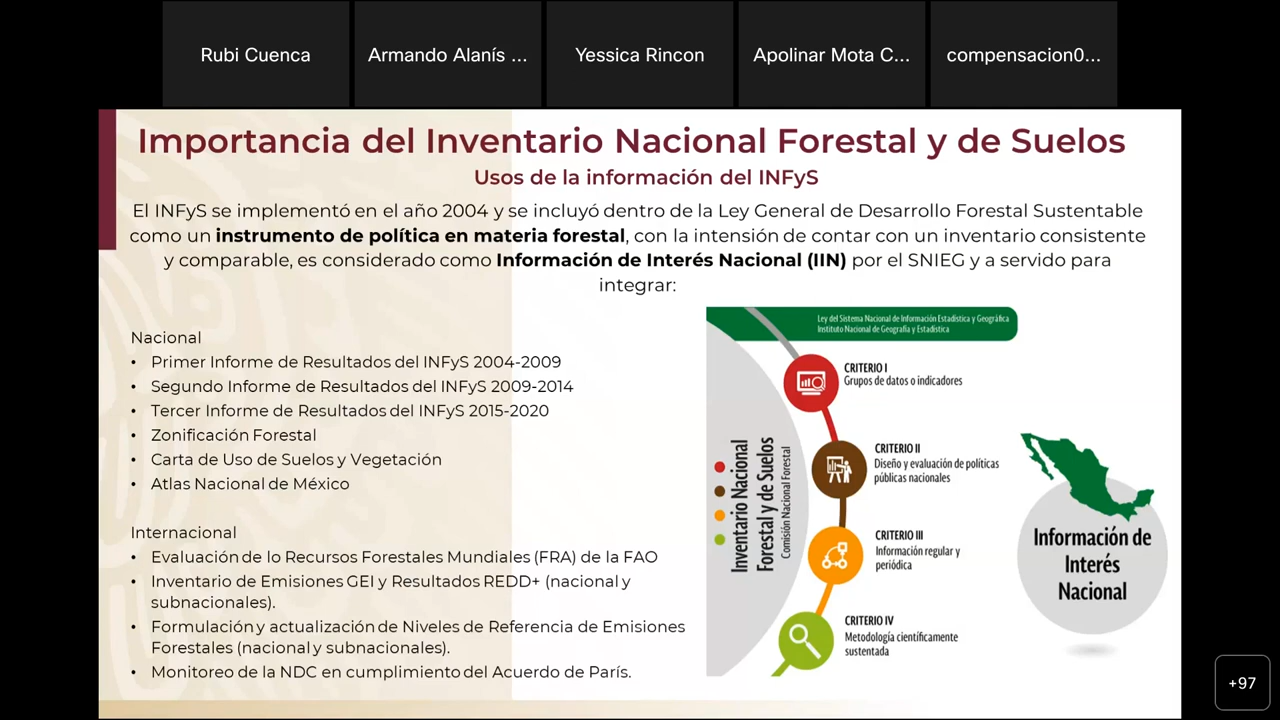 Rubi Cuenca
Armando Alanís ...
Yessica Rincon
Apolinar Mota C...
compensacion0...
Importancia del Inventario Nacional Forestal y de Suelos
Usos de la información del INFyS
El INFyS se implementó en el año 2004 y se incluyó dentro de la Ley General de Desarrollo Forestal Sustentable
como un instrumento de política en materia forestal, con la intensión de contar con un inventario consistente
y comparable, es considerado como Información de Interés Nacional (IIN) por el SNIEG y a servido para
integrar:
Nacional
• Primer Informe de Resultados del INFyS 2004-2009
• Segundo Informe de Resultados del INFyS 2009-2014
• Tercer Informe de Resultados del INFyS 2015-2020
• Zonificación Forestal
• Carta de Uso de Suelos y Vegetación
• Atlas Nacional de México
Internacional
• Evaluación de lo Recursos Forestales Mundiales (FRA) de la FAO
• Inventario de Emisiones GEI y Resultados REDD+ (nacional y
subnacionales).
• Formulación y actualización de Niveles de Referencia de Emisiones
Forestales (nacional y subnacionales).
• Monitoreo de la NDC en cumplimiento del Acuerdo de París.
Ley del Sistema Nacional de Información Estadística y Geográfica
Instituto Nacional de Geografía y Estadística
Inventario Nacional
Forestal y de Suelos
Comisión Nacional Forestal
CRITERIO I
Grupos de datos o indicadores
CRITERIO II
Diseño y evaluación de políticas
públicas nacionales
CRITERIO III
Información regular y
periódica
CRITERIO IV
Metodología científicamente
sustentada
Información de
Interés
Nacional
+97